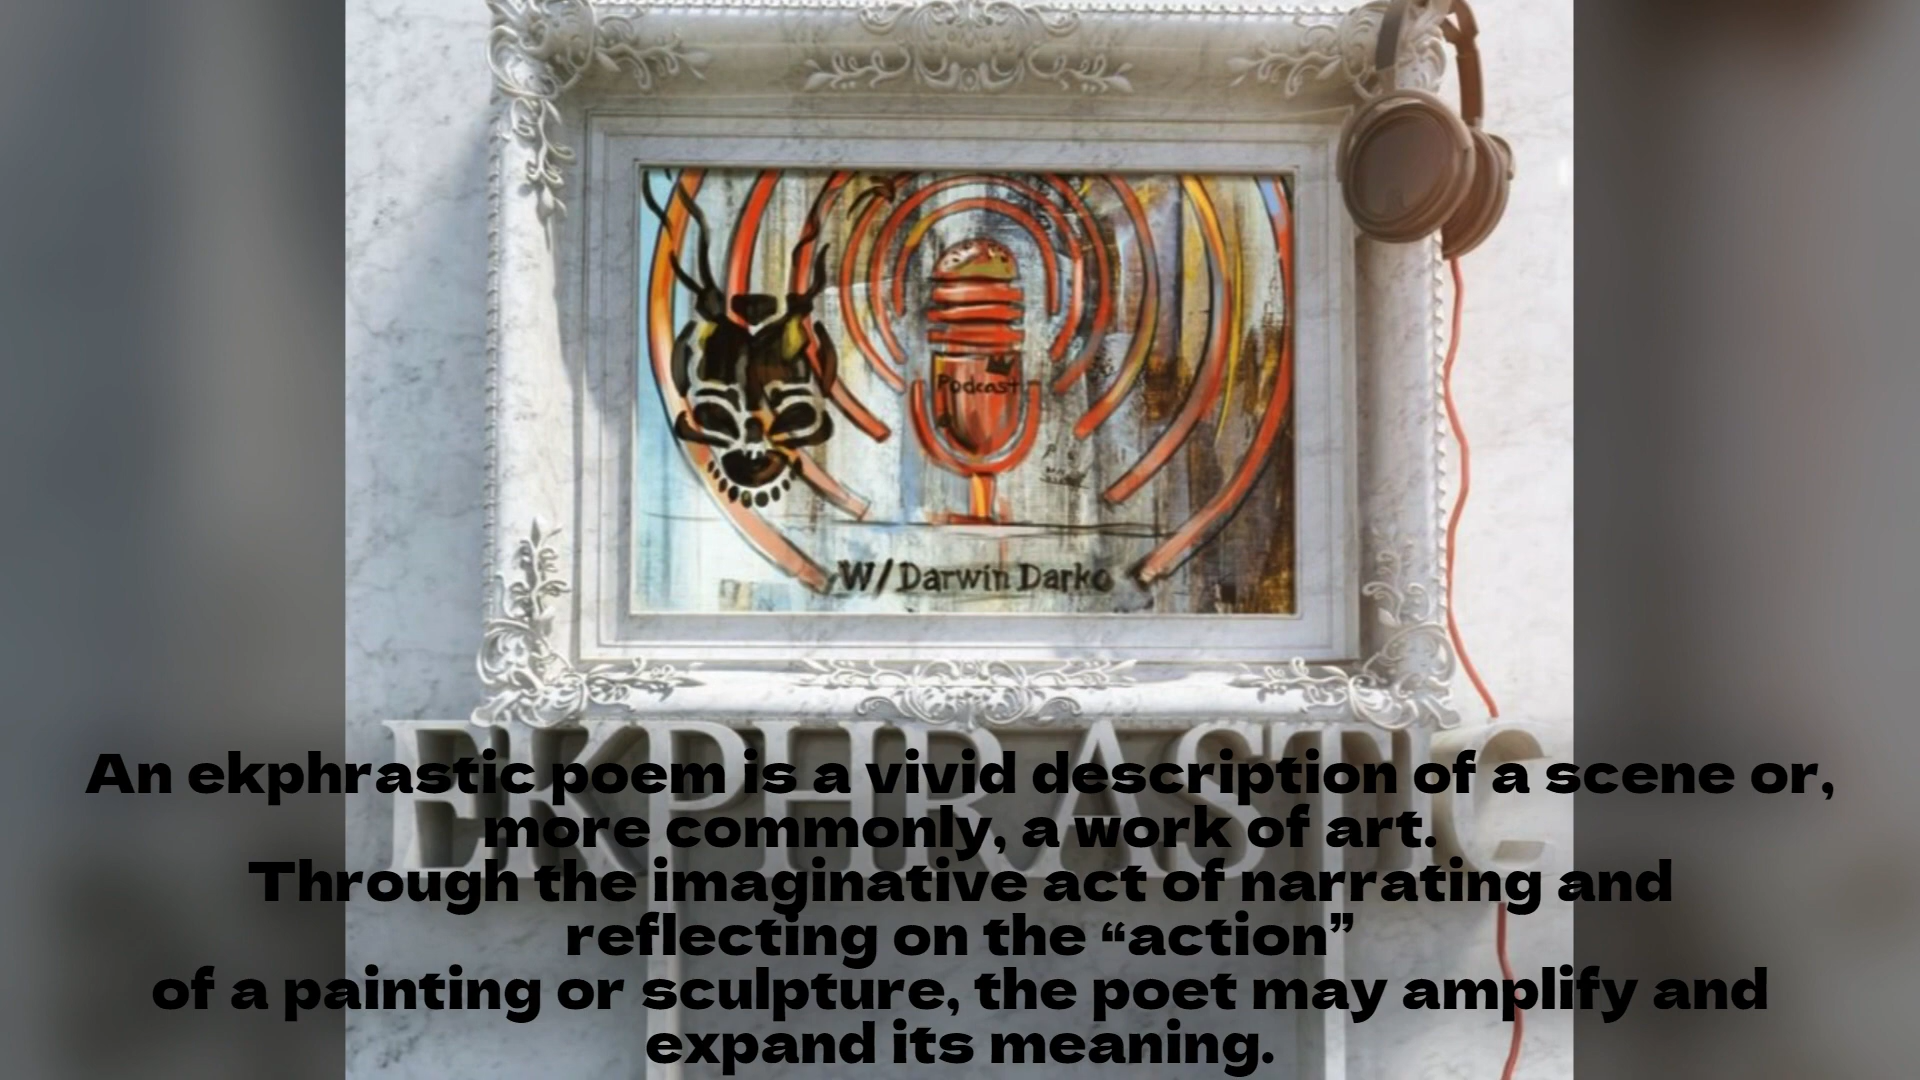 Podcast
W/Darwin Darko
EKPHRASTIC
An ekphrastic poem is a vivid description of a scene or,
more commonly, a work of art.
Through the imaginative act of narrating and
reflecting on the “action”
of a painting or sculpture, the poet may amplify and
expand its meaning.